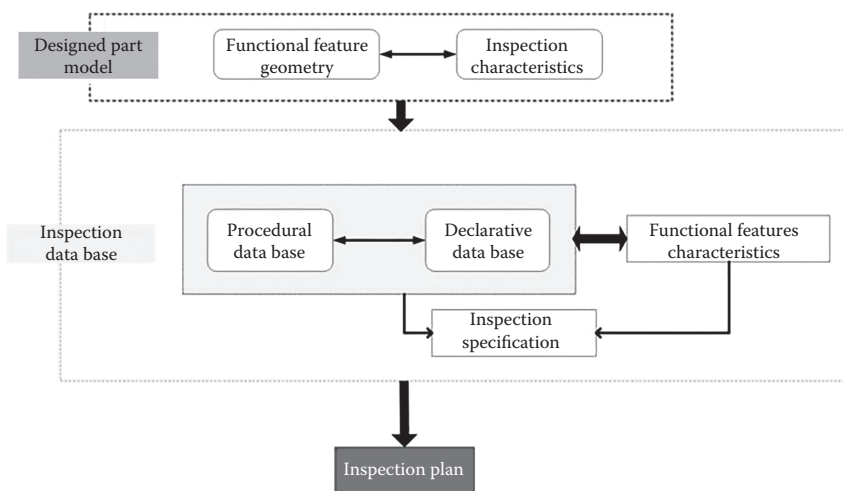 Designed part
model
Functional feature
geometry
Inspection
characteristics
Inspection
data base
Procedural
data base
Declarative
data base
Functional features
characteristics
Inspection
specification
Inspection plan